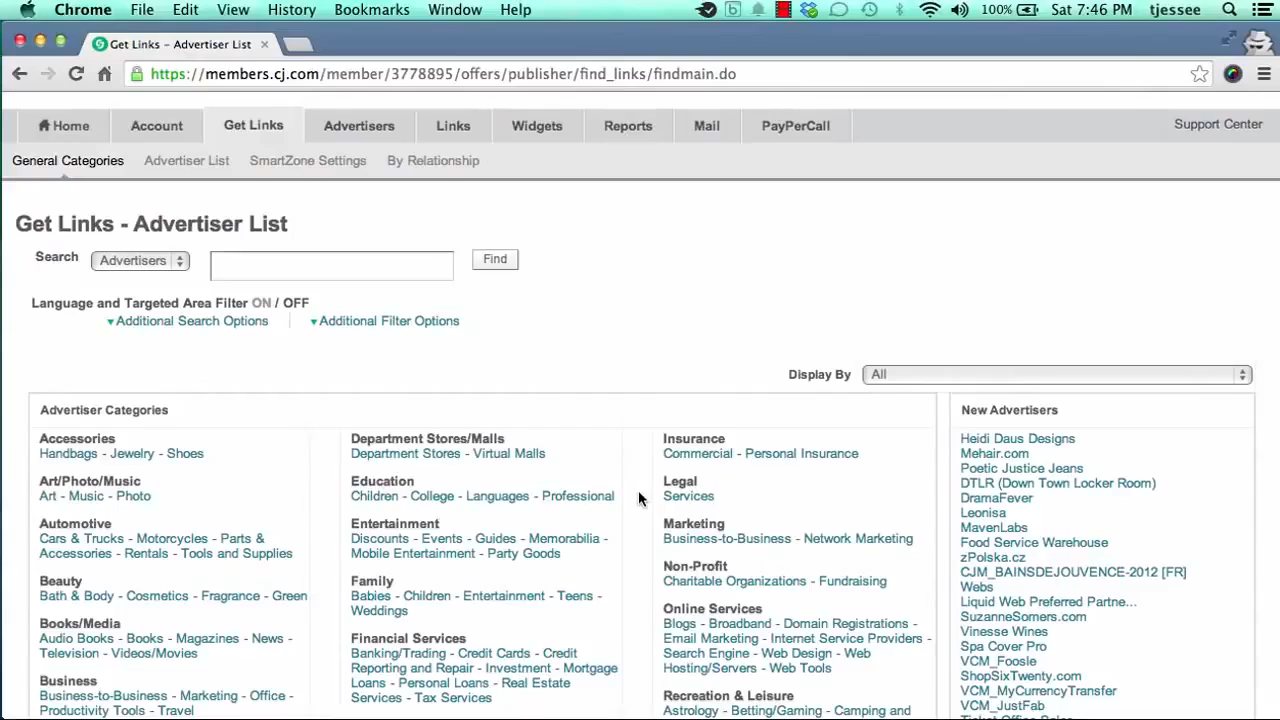 Chrome File Edit View History Bookmarks Window Help 100% Sat 7:46 PM tjessee
Get Links - Advertiser List
https://members.cj.com/member/3778895/offers/publisher/find_links/findmain.do
Home Account Get Links Advertisers Links Widgets Reports Mail PayPerCall Support Center
General Categories Advertiser List SmartZone Settings By Relationship
Get Links - Advertiser List
Search Advertisers Find
Language and Targeted Area Filter ON / OFF
Additional Search Options Additional Filter Options
Display By All
Advertiser Categories
Accessories
Handbags - Jewelry - Shoes
Art/Photo/Music
Art - Music - Photo
Automotive
Cars & Trucks - Motorcycles - Parts &
Accessories - Rentals - Tools and Supplies
Beauty
Bath & Body - Cosmetics - Fragrance - Green
Books/Media
Audio Books - Books - Magazines - News -
Television - Videos/Movies
Business
Business-to-Business - Marketing - Office -
Productivity Tools - Travel
Department Stores/Malls
Department Stores - Virtual Malls
Education
Children - College - Languages - Professional
Entertainment
Discounts - Events - Guides - Memorabilia -
Mobile Entertainment - Party Goods
Family
Babies - Children - Entertainment - Teens -
Weddings
Financial Services
Banking/Trading - Credit Cards - Credit
Reporting and Repair - Investment - Mortgage
Loans - Personal Loans - Real Estate
Services - Tax Services
Insurance
Commercial - Personal Insurance
Legal
Services
Marketing
Business-to-Business - Network Marketing
Non-Profit
Charitable Organizations - Fundraising
Online Services
Blogs - Broadband - Domain Registrations -
Email Marketing - Internet Service Providers -
Search Engine - Web Design - Web
Hosting/Servers - Web Tools
Recreation & Leisure
Astrology - Betting/Gaming - Camping and
New Advertisers
Heidi Daus Designs
Mehair.com
Poetic Justice Jeans
DTLR (Down Town Locker Room)
DramaFever
Leonisa
MavenLabs
Food Service Warehouse
zPolska.cz
CJM_BAINSDEJOUVENCE-2012 [FR]
Webs
Liquid Web Preferred Partne...
SuzanneSomers.com
Vinesse Wines
Spa Cover Pro
VCM_Foosle
ShopSixTwenty.com
VCM_MyCurrencyTransfer
VCM_JustFab